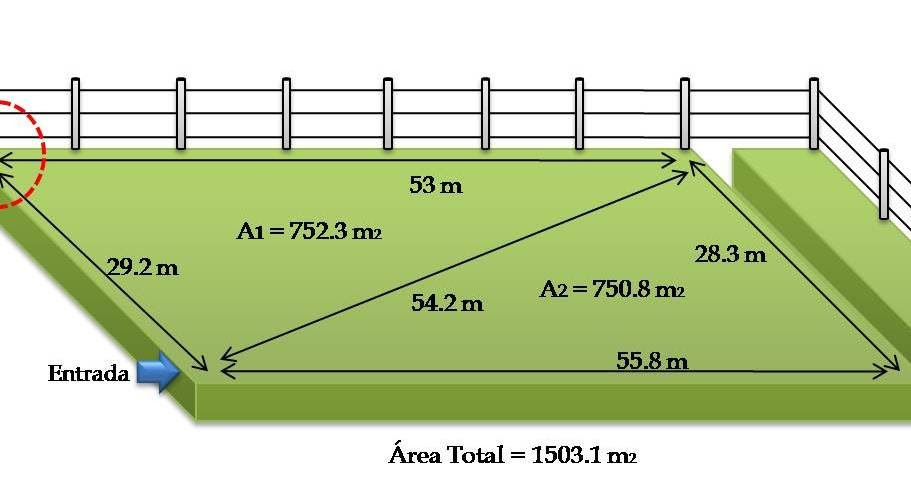 53 m
A1 = 752.3 m2
28.3 m
29.2 m
A2 = 750.8 m2
54.2 m
55.8 m
Entrada
Área Total = 1503.1 m2